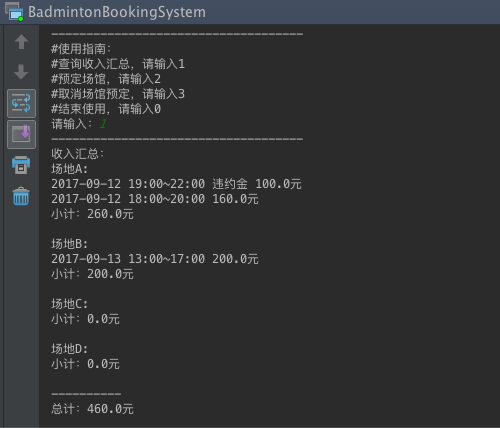 BadmintonBookingSystem
------------------------------------
#使用指南：
#查询收入汇总，请输入1
#预定场馆，请输入2
#取消场馆预定，请输入3
#结束使用，请输入0
请输入：1
------------------------------------
收入汇总：
场地A:
2017-09-12 19:00~22:00 违约金 100.0元
2017-09-12 18:00~20:00 160.0元
小计：260.0元
场地B:
2017-09-13 13:00~17:00 200.0元
小计：200.0元
场地C:
小计：0.0元
场地D:
小计：0.0元
----------
总计：460.0元